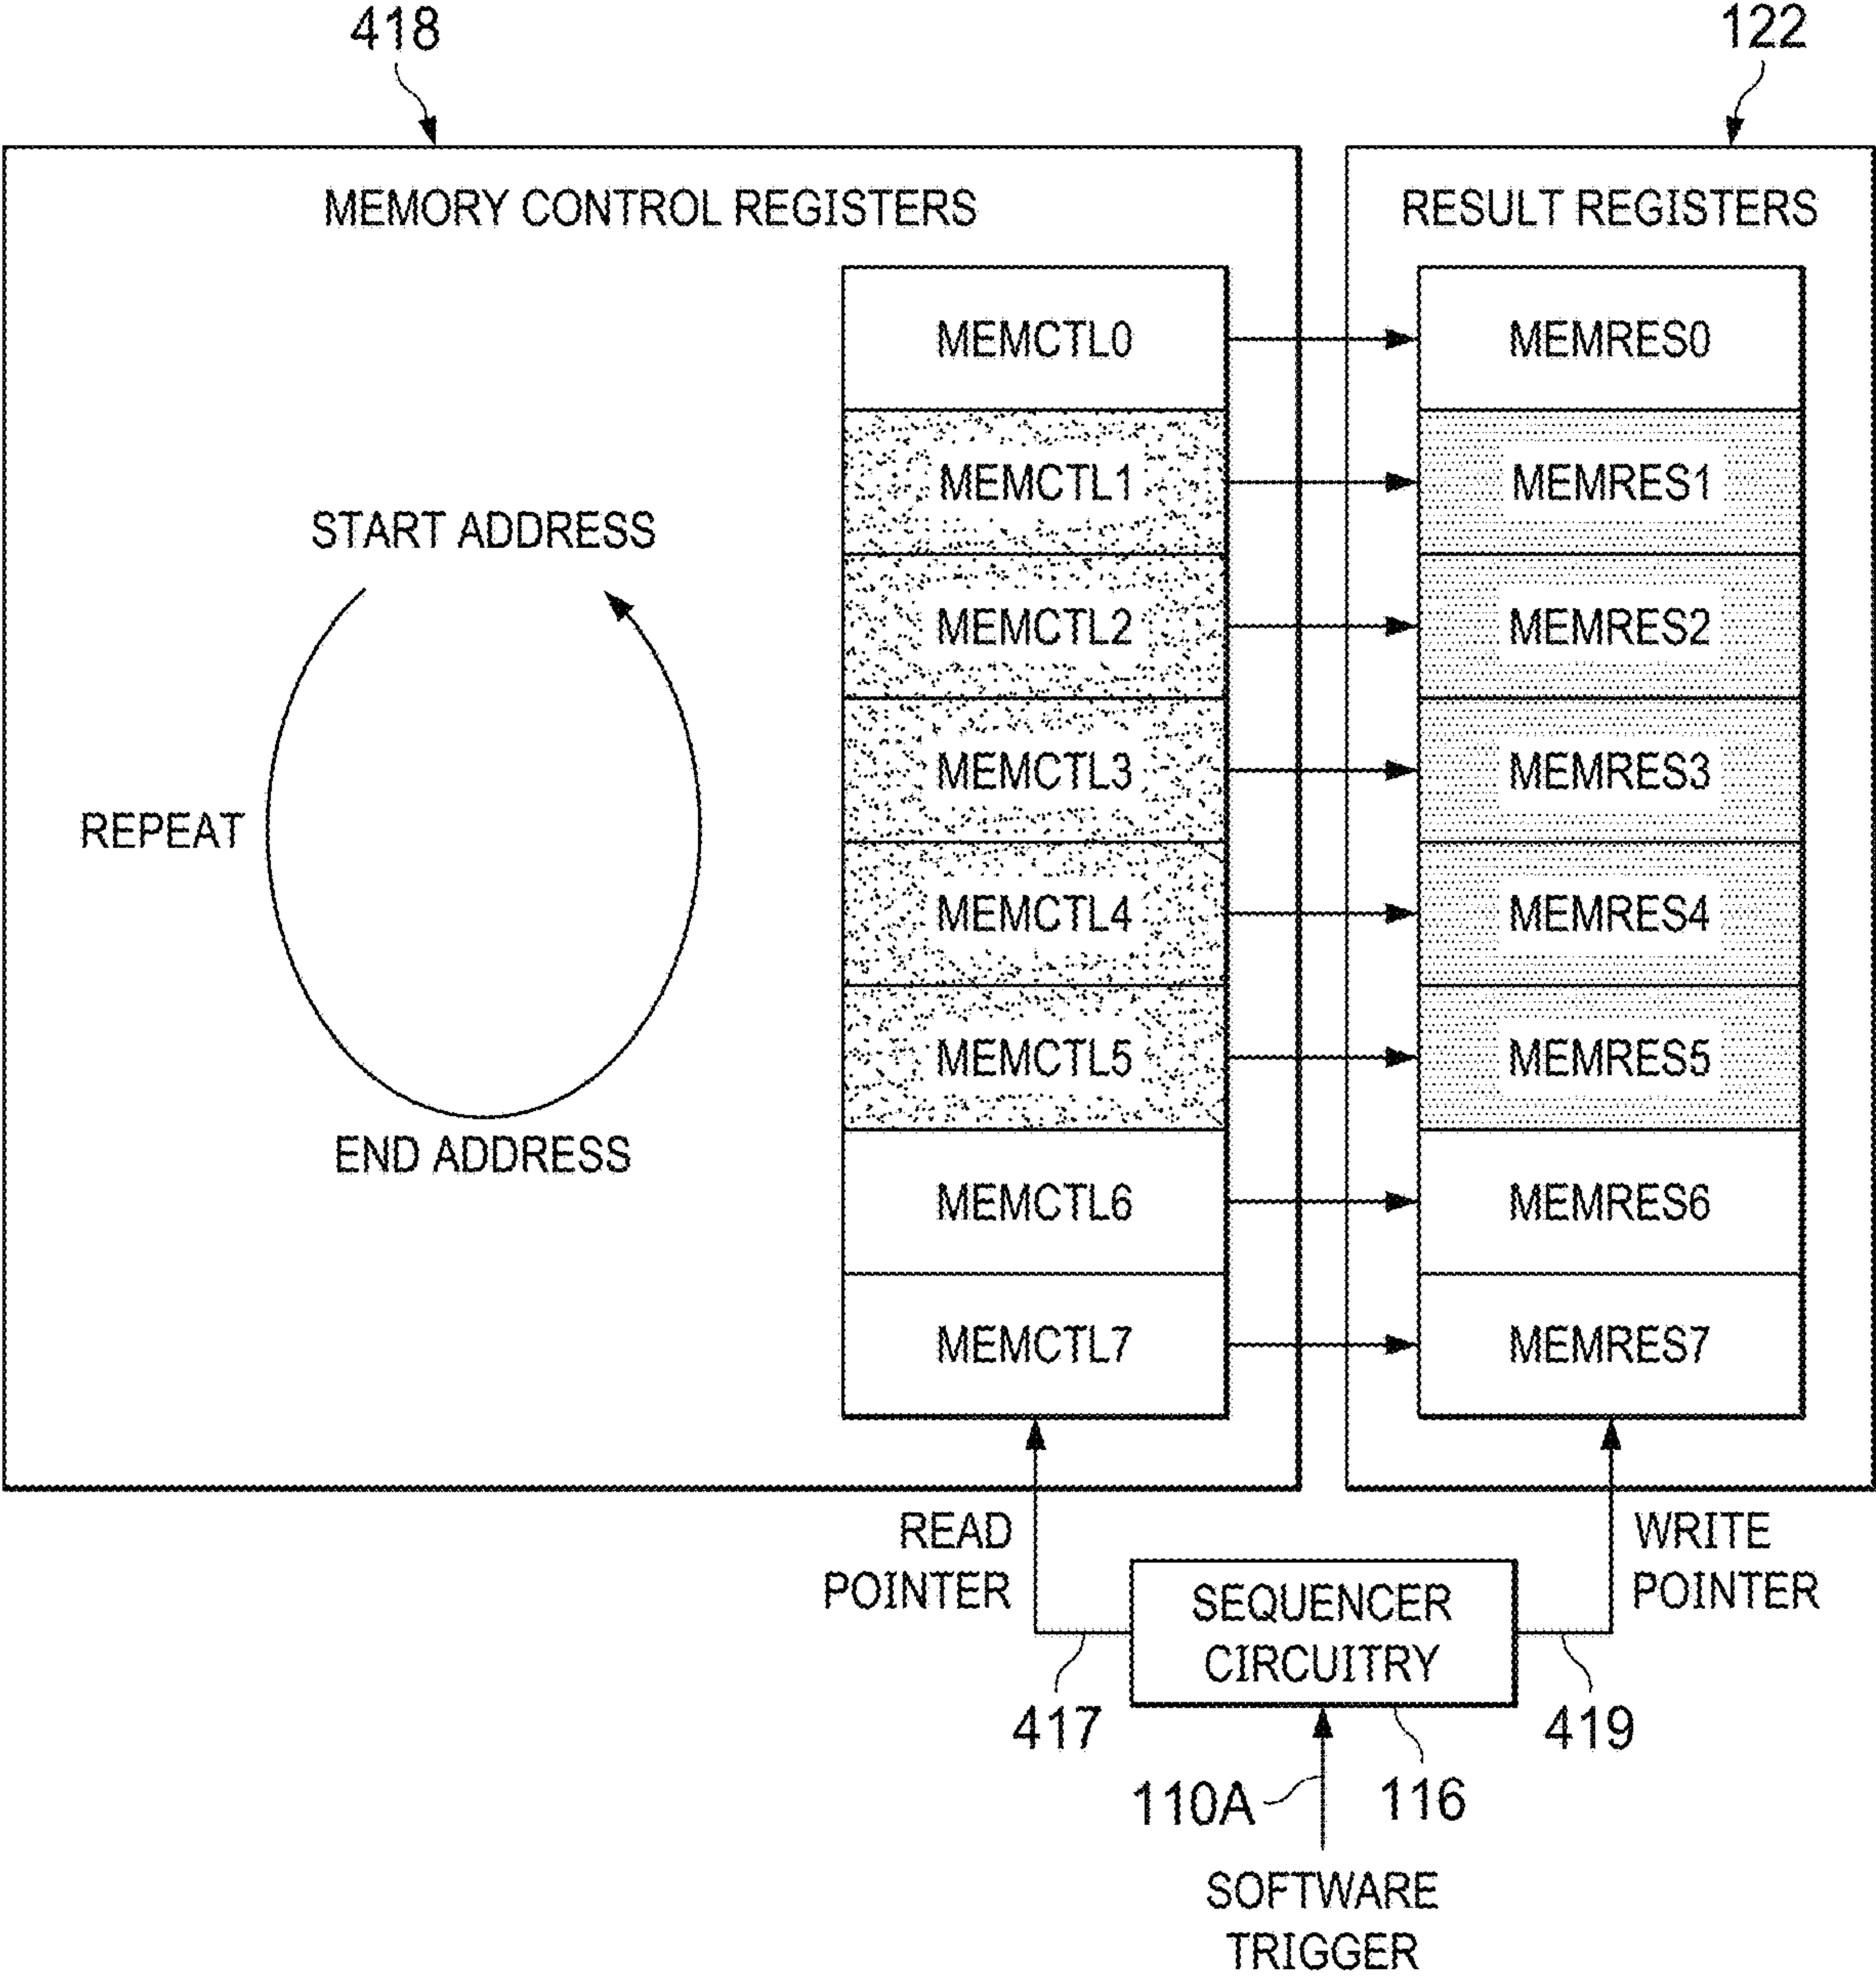 418
122
MEMORY CONTROL REGISTERS
RESULT REGISTERS
MEMCTL0
MEMRES0
MEMCTL1
MEMRES1
START ADDRESS
MEMCTL2
MEMRES2
MEMCTL3
MEMRES3
REPEAT
MEMCTL4
MEMRES4
MEMCTL5
MEMRES5
END ADDRESS
MEMCTL6
MEMRES6
MEMCTL7
MEMRES7
READ
POINTER
WRITE
POINTER
SEQUENCER
CIRCUITRY
417
419
110A
116
SOFTWARE
TRIGGER